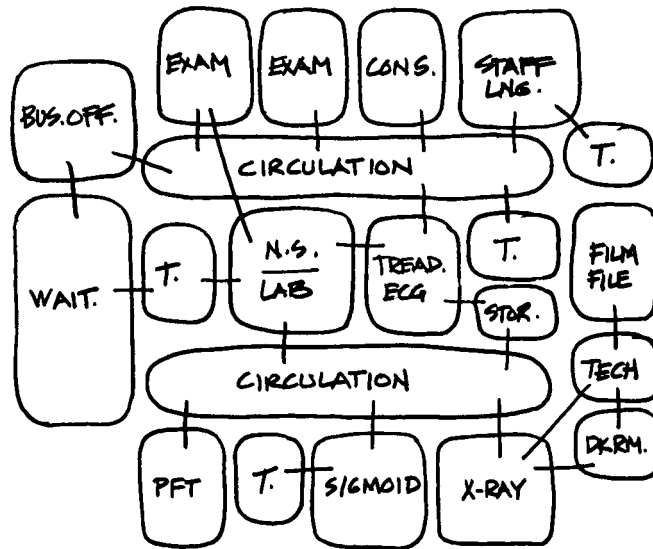 EXAM
EXAM
CONS.
STAFF
LNG.
BUS.OFF.
T.
CIRCULATION
WAIT.
T.
N.S.
LAB
TREAD.
ECG
T.
STOR.
FILM
FILE
CIRCULATION
TECH
DKRM.
PFT
T.
SIGMOID
X-RAY